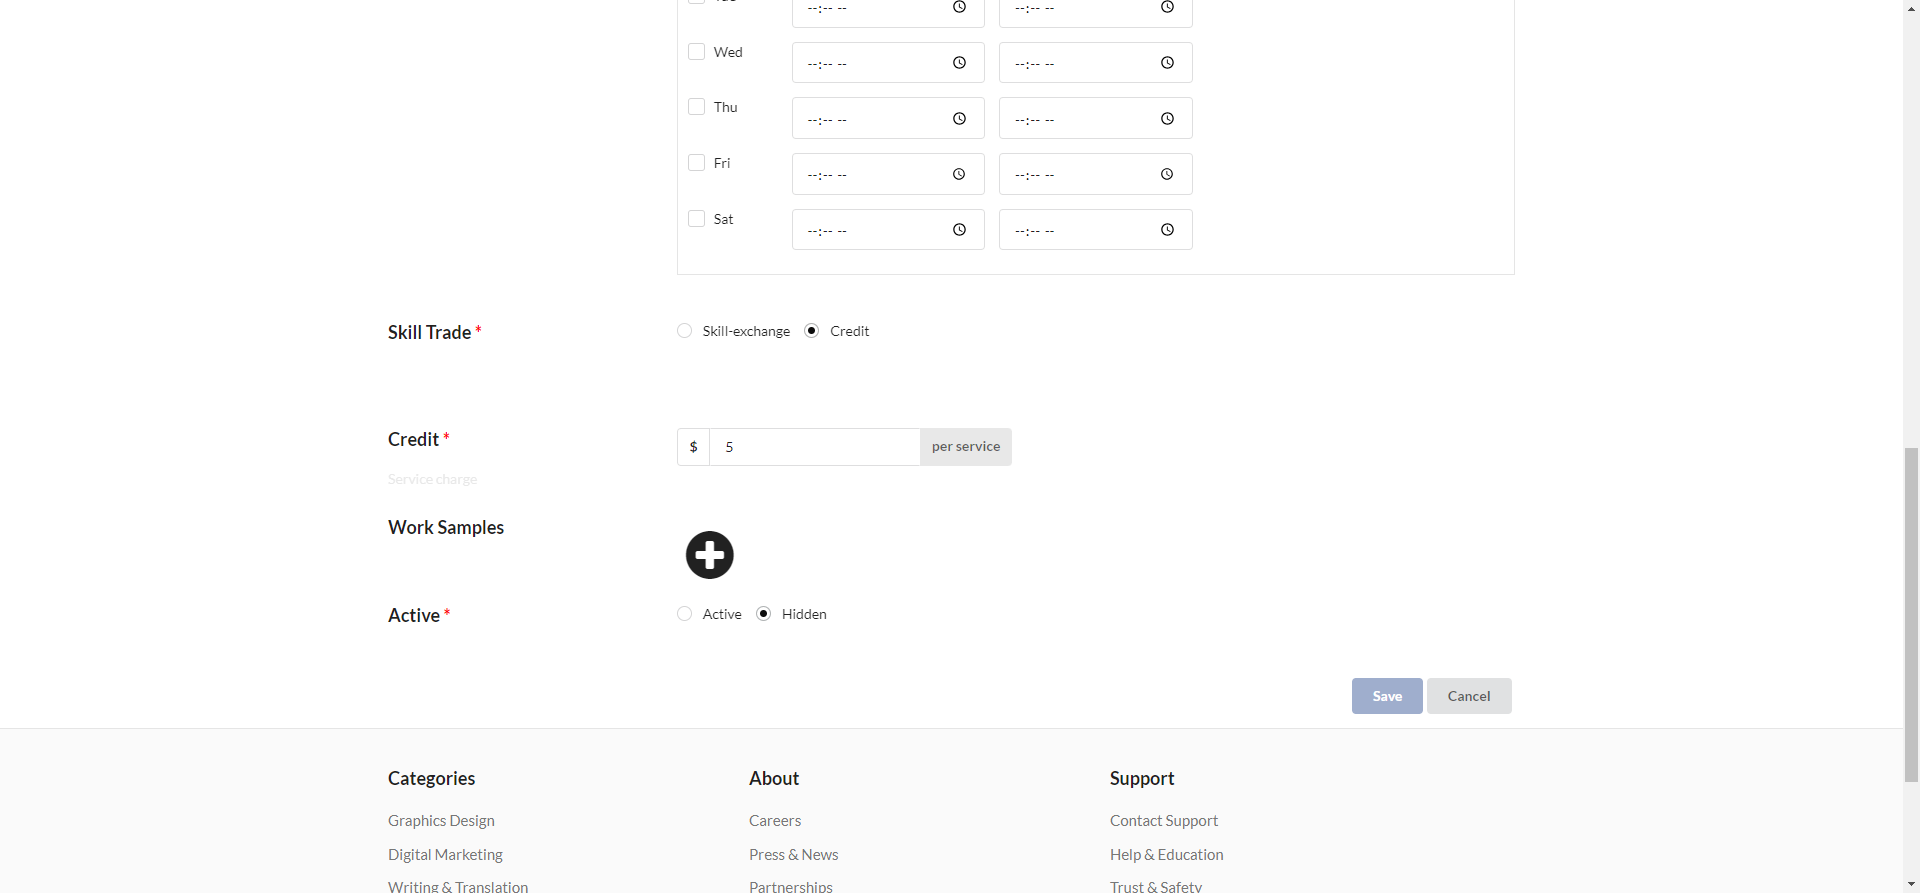 Wed --:-- -- --:-- --
Thu --:-- -- --:-- --
Fri --:-- -- --:-- --
Sat --:-- -- --:-- --
Skill Trade * Skill-exchange Credit
Credit * $ 5 per service
Service charge
Work Samples
Active * Active Hidden
Save Cancel
Categories About Support
Graphics Design Careers Contact Support
Digital Marketing Press & News Help & Education
Writing & Translation Partnerships Trust & Safety